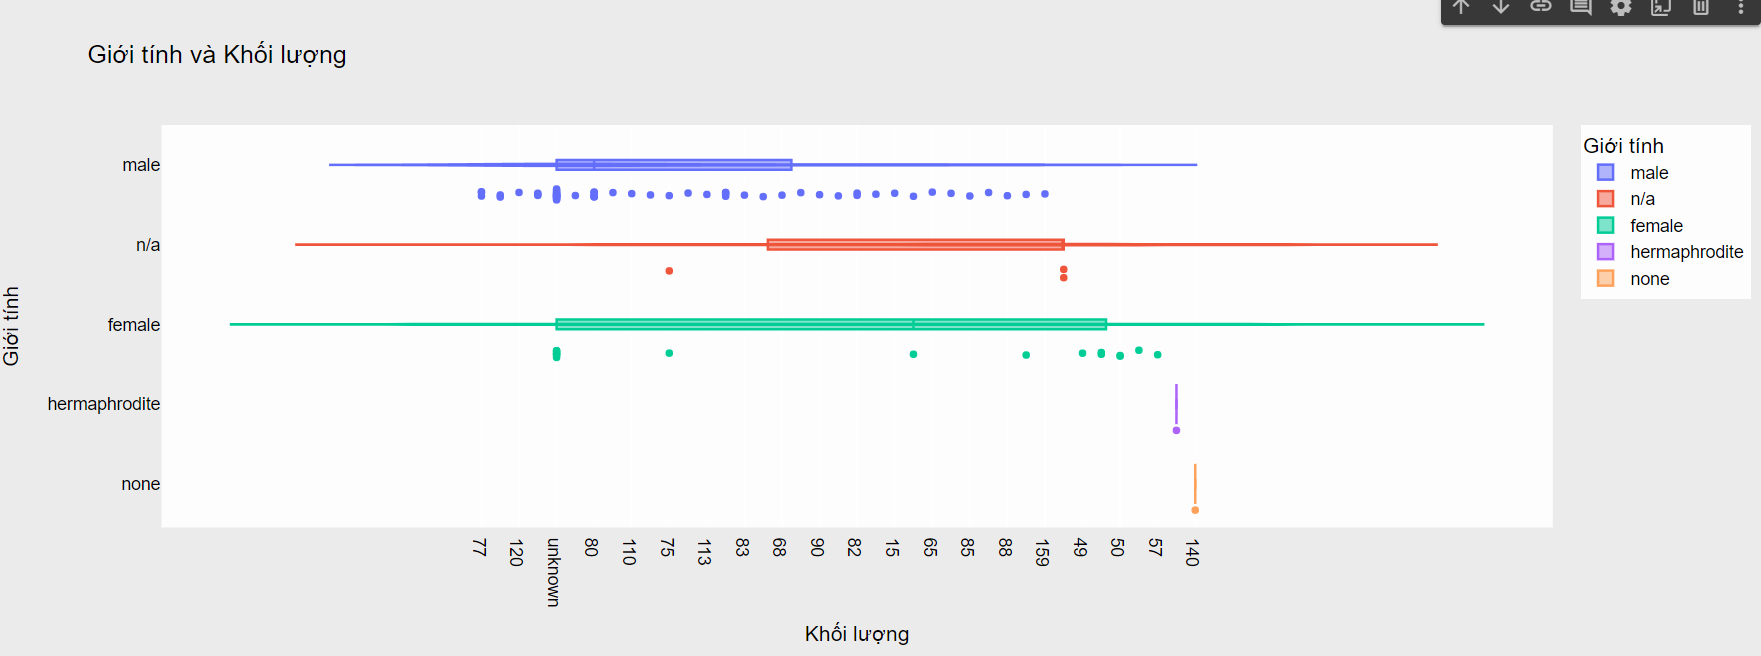 Giới tính và Khối lượng
Giới tính
male
n/a
female
hermaphrodite
none
77
120
unknown
80
110
75
113
83
68
90
82
15
65
85
88
159
49
50
57
140
Khối lượng
Giới tính
male
n/a
female
hermaphrodite
none